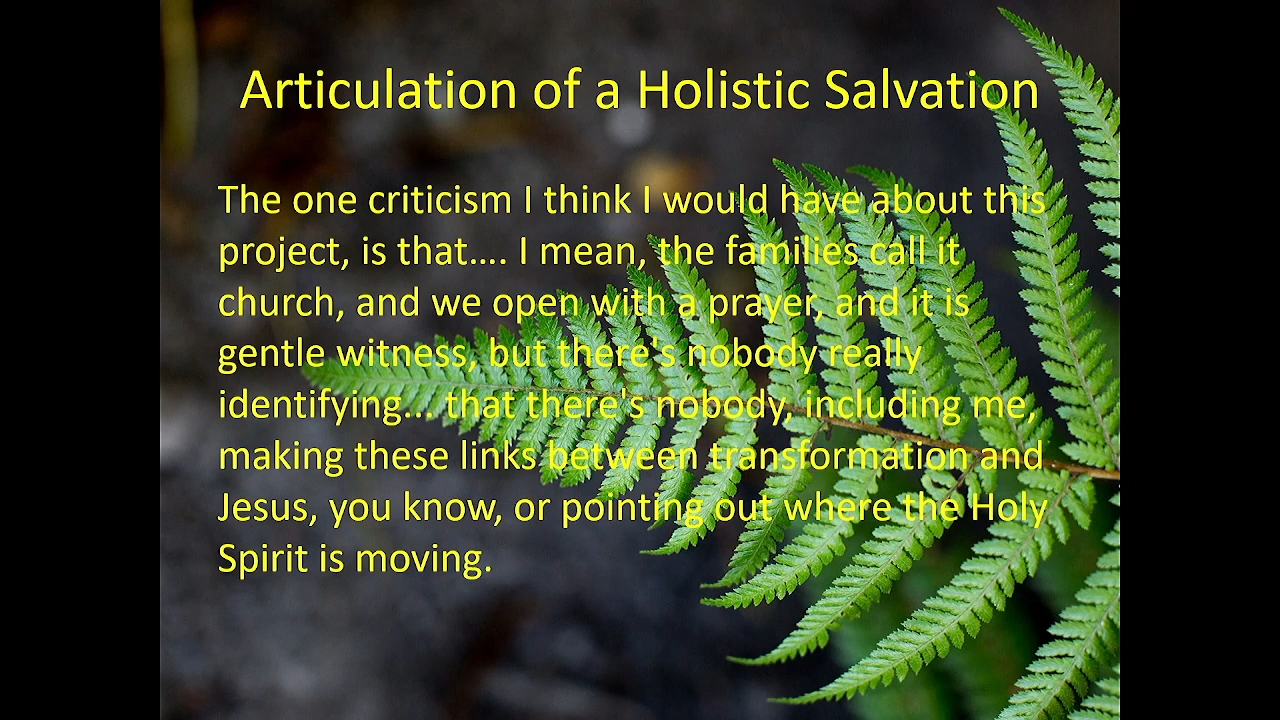 Articulation of a Holistic Salvation
The one criticism I think I would have about this
project, is that.... I mean, the families call it
church, and we open with a prayer, and it is
gentle witness, but there's nobody really
identifying... that there's nobody, including me,
making these links between transformation and
Jesus, you know, or pointing out where the Holy
Spirit is moving.